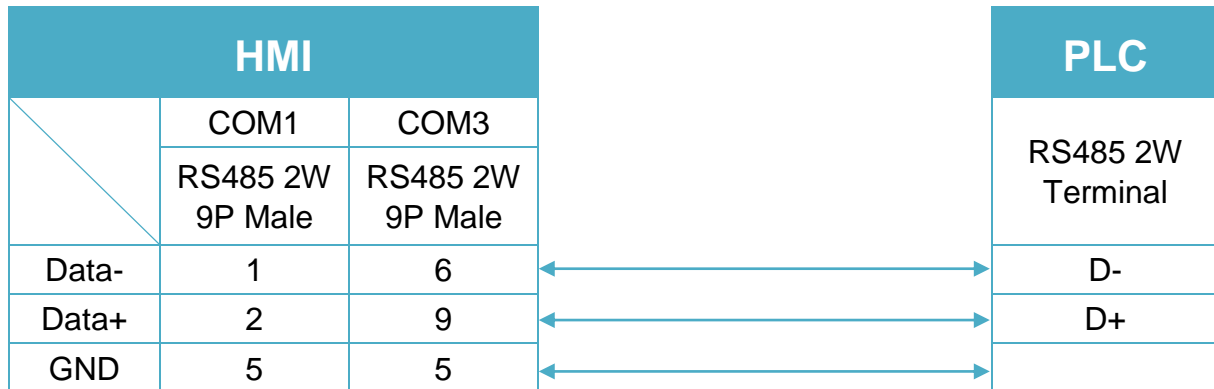 HMI
PLC
COM1 COM3
RS485 2W
9P Male
RS485 2W
9P Male
RS485 2W
Terminal
Data- 1 6 D-
Data+ 2 9 D+
GND 5 5